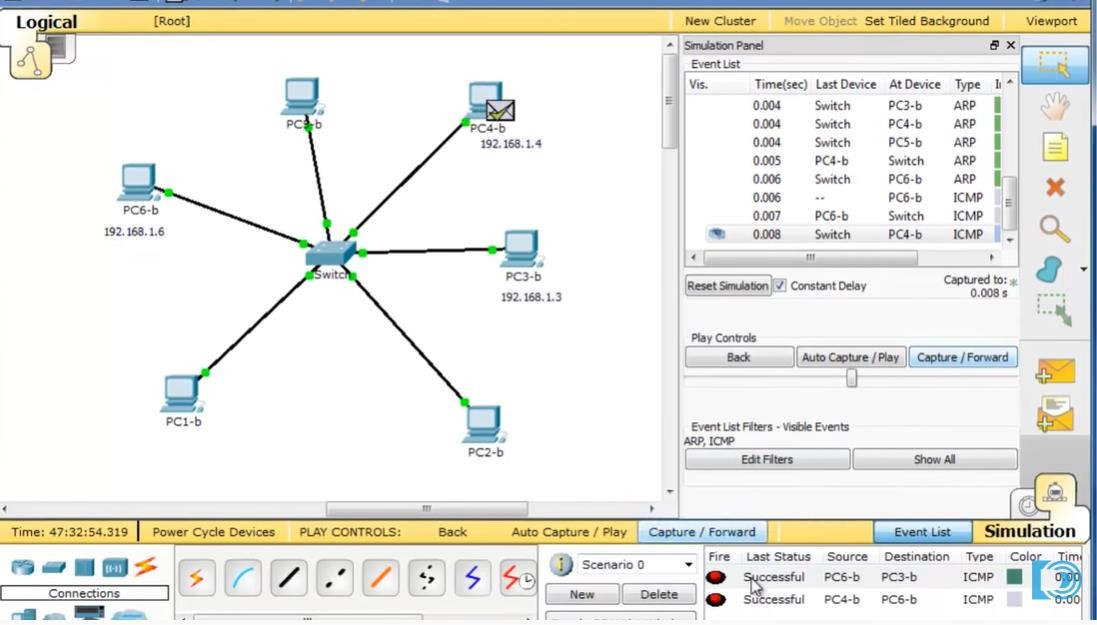 Logical [Root] New Cluster Move Object Set Tiled Background Viewport
Simulation Panel
Event List
Vis. Time(sec) Last Device At Device Type
0.004 Switch PC3-b ARP
0.004 Switch PC4-b ARP
0.004 Switch PC5-b ARP
0.005 PC4-b Switch ARP
0.006 Switch PC6-b ARP
0.006 -- PC6-b ICMP
0.007 PC6-b Switch ICMP
0.008 Switch PC4-b ICMP
Reset Simulation Constant Delay Captured to: *
0.008 s
Play Controls
Back Auto Capture / Play Capture / Forward
Event List Filters - Visible Events
ARP, ICMP
Edit Filters Show All
PC5-b
PC4-b
192.168.1.4
PC6-b
192.168.1.6
Switch
PC3-b
192.168.1.3
PC1-b
PC2-b
Time: 47:32:54.319 Power Cycle Devices PLAY CONTROLS: Back Auto Capture / Play Capture / Forward Event List Simulation
Connections
Scenario 0
New Delete
Fire Last Status Source Destination Type Color
Successful PC6-b PC3-b ICMP
Successful PC4-b PC6-b ICMP